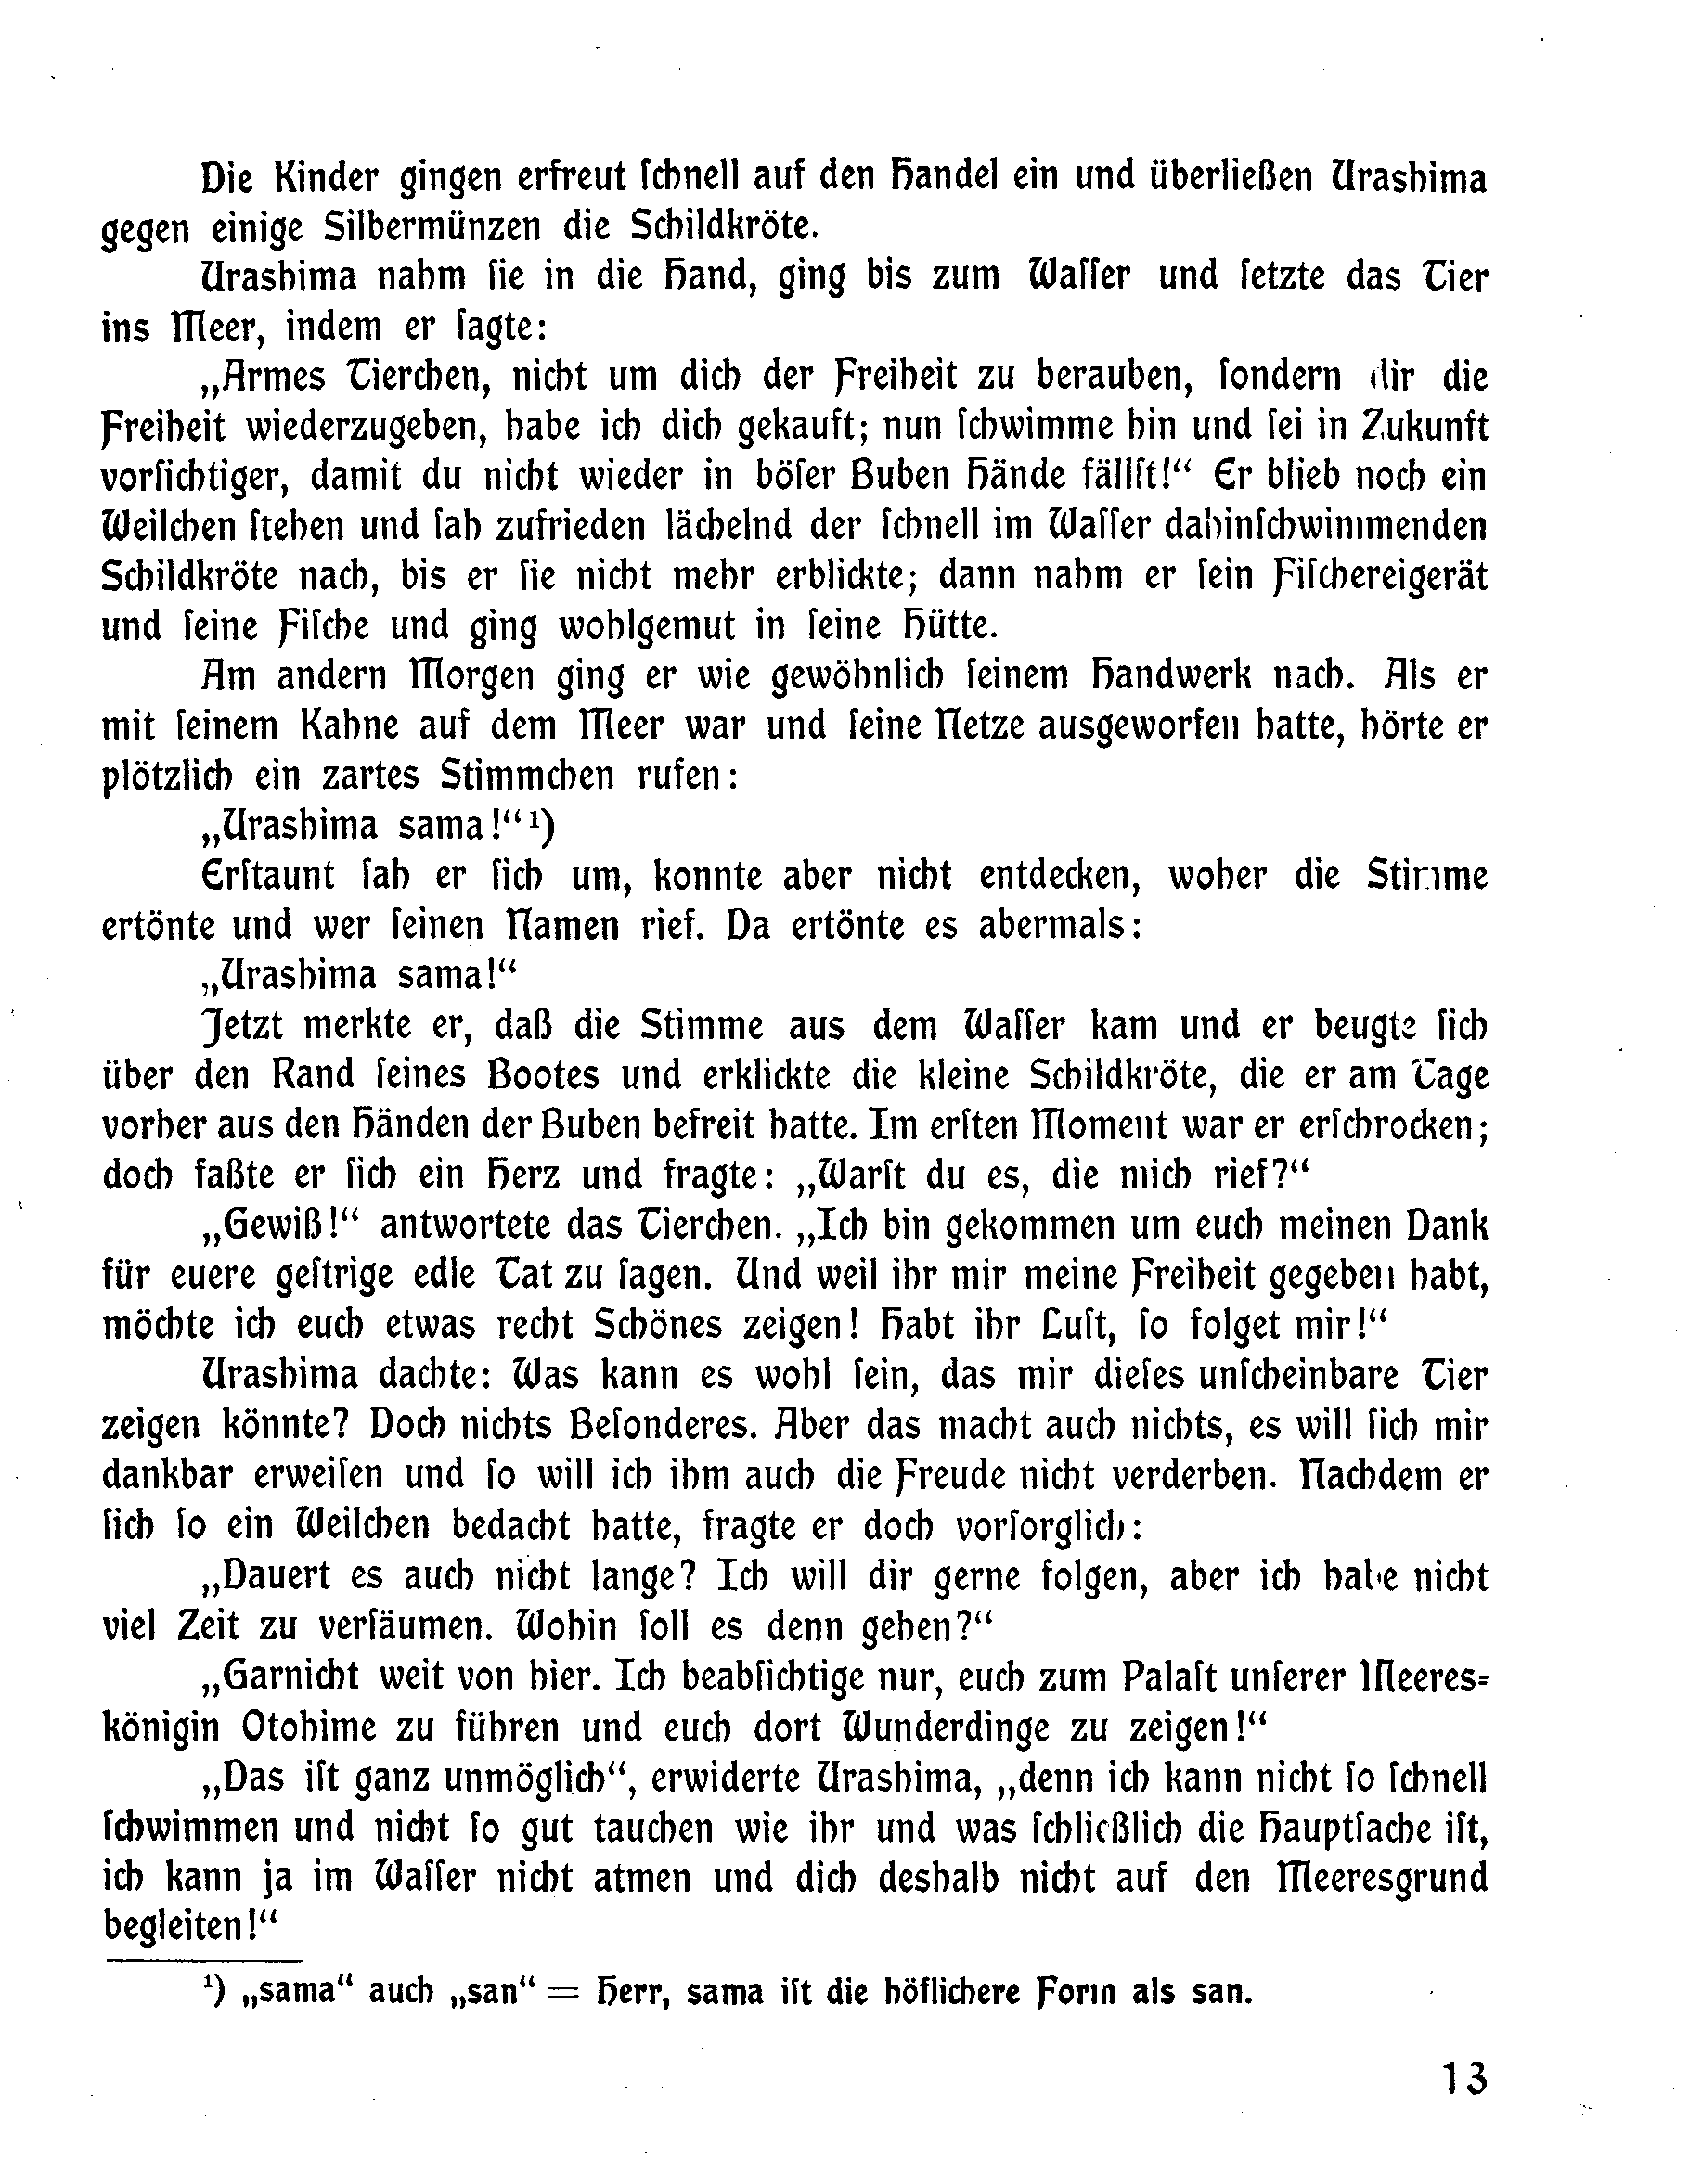 Die Kinder gingen erfreut ſchnell auf den Handel ein und überließen Urashima
gegen einige Silbermünzen die Schildkröte.
Urashima nahm ſie in die Hand, ging bis zum Waſſer und ſetzte das Tier
ins Meer, indem er ſagte:
„Armes Tierchen, nicht um dich der Freiheit zu berauben, ſondern dir die
Freiheit wiederzugeben, habe ich dich gekauft; nun ſchwimme hin und ſei in Zukunft
vorſichtiger, damit du nicht wieder in böſer Buben Hände fällſt!“ Er blieb noch ein
Weilchen ſtehen und ſah zufrieden lächelnd der ſchnell im Waſſer dahinſchwimmenden
Schildkröte nach, bis er ſie nicht mehr erblickte; dann nahm er ſein Fiſchereigerät
und ſeine Fiſche und ging wohlgemut in ſeine Hütte.
Am andern Morgen ging er wie gewöhnlich ſeinem Handwerk nach. Als er
mit ſeinem Kahne auf dem Meer war und ſeine Netze ausgeworfen hatte, hörte er
plötzlich ein zartes Stimmchen rufen:
„Urashima sama!“¹)
Erſtaunt ſah er ſich um, konnte aber nicht entdecken, woher die Stimme
ertönte und wer ſeinen Namen rief. Da ertönte es abermals:
„Urashima sama!“
Jetzt merkte er, daß die Stimme aus dem Waſſer kam und er beugte ſich
über den Rand ſeines Bootes und erklickte die kleine Schildkröte, die er am Tage
vorher aus den Händen der Buben befreit hatte. Im erſten Moment war er erſchrocken;
doch faßte er ſich ein Herz und fragte: „Warſt du es, die mich rief?“
„Gewiß!“ antwortete das Tierchen. „Ich bin gekommen um euch meinen Dank
für euere geſtrige edle Tat zu ſagen. Und weil ihr mir meine Freiheit gegeben habt,
möchte ich euch etwas recht Schönes zeigen! Habt ihr Luſt, ſo folget mir!“
Urashima dachte: Was kann es wohl ſein, das mir dieſes unſcheinbare Tier
zeigen könnte? Doch nichts Beſonderes. Aber das macht auch nichts, es will ſich mir
dankbar erweiſen und ſo will ich ihm auch die Freude nicht verderben. Nachdem er
ſich ſo ein Weilchen bedacht hatte, fragte er doch vorſorglich:
„Dauert es auch nicht lange? Ich will dir gerne folgen, aber ich habe nicht
viel Zeit zu verſäumen. Wohin ſoll es denn gehen?“
„Garnicht weit von hier. Ich beabſichtige nur, euch zum Palaſt unſerer Meeres-
königin Otohime zu führen und euch dort Wunderdinge zu zeigen!“
„Das iſt ganz unmöglich“, erwiderte Urashima, „denn ich kann nicht ſo ſchnell
ſchwimmen und nicht ſo gut tauchen wie ihr und was ſchließlich die Hauptſache iſt,
ich kann ja im Waſſer nicht atmen und dich deshalb nicht auf den Meeresgrund
begleiten!“
¹) „sama“ auch „san“ = Herr, sama iſt die höflichere Form als san.
13